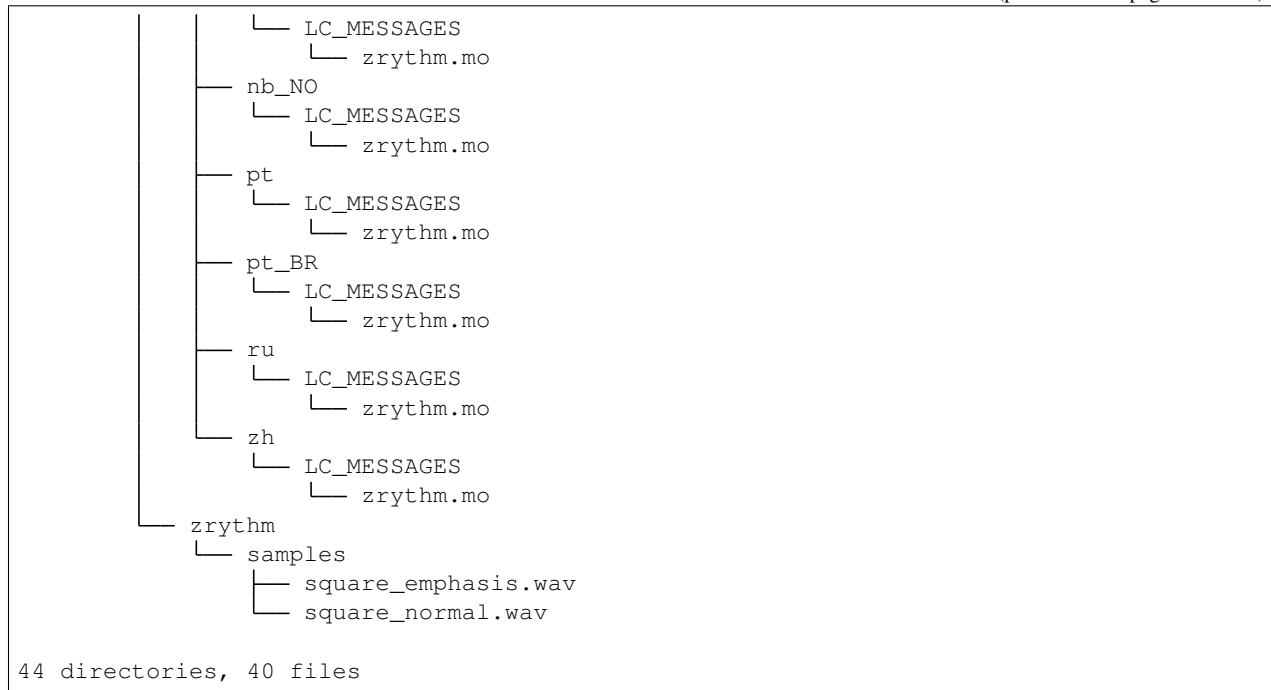 │   │   └── LC_MESSAGES
│   │       └── zrythm.mo
│   ├── nb_NO
│   │   └── LC_MESSAGES
│   │       └── zrythm.mo
│   ├── pt
│   │   └── LC_MESSAGES
│   │       └── zrythm.mo
│   ├── pt_BR
│   │   └── LC_MESSAGES
│   │       └── zrythm.mo
│   ├── ru
│   │   └── LC_MESSAGES
│   │       └── zrythm.mo
│   └── zh
│       └── LC_MESSAGES
│           └── zrythm.mo
└── zrythm
    └── samples
        ├── square_emphasis.wav
        └── square_normal.wav
44 directories, 40 files